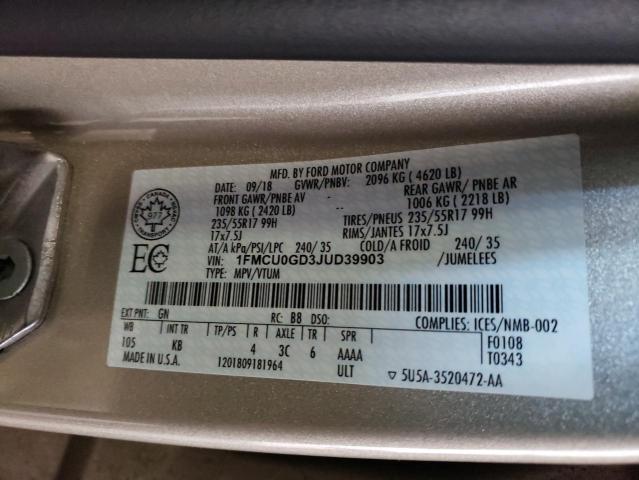 MFD. BY FORD MOTOR COMPANY
DATE: 09/18 GVWR/PNBV: 2096 KG ( 4620 LB)
FRONT GAWR/PNBE AV REAR GAWR/ PNBE AR
1098 KG ( 2420 LB) 1006 KG ( 2218 LB)
235/55R17 99H TIRES/PNEUS 235/55R17 99H
17x7.5J RIMS/JANTES 17x7.5J
AT/A kPa/PSI/LPC 240/ 35 COLD/A FROID 240/ 35
VIN: 1FMCU0GD3JUD39903 /JUMELEES
TYPE: MPV/VTUM
CANADA
977
TRANSPORT
EC
EXT PNT: GN RC: B8 DSO: COMPLIES: ICES/NMB-002
WB INT TR TP/PS R AXLE TR SPR F0108
105 KB 4 3C 6 AAAA T0343
MADE IN U.S.A. 1201809181964 ULT ▽ 5U5A-3520472-AA